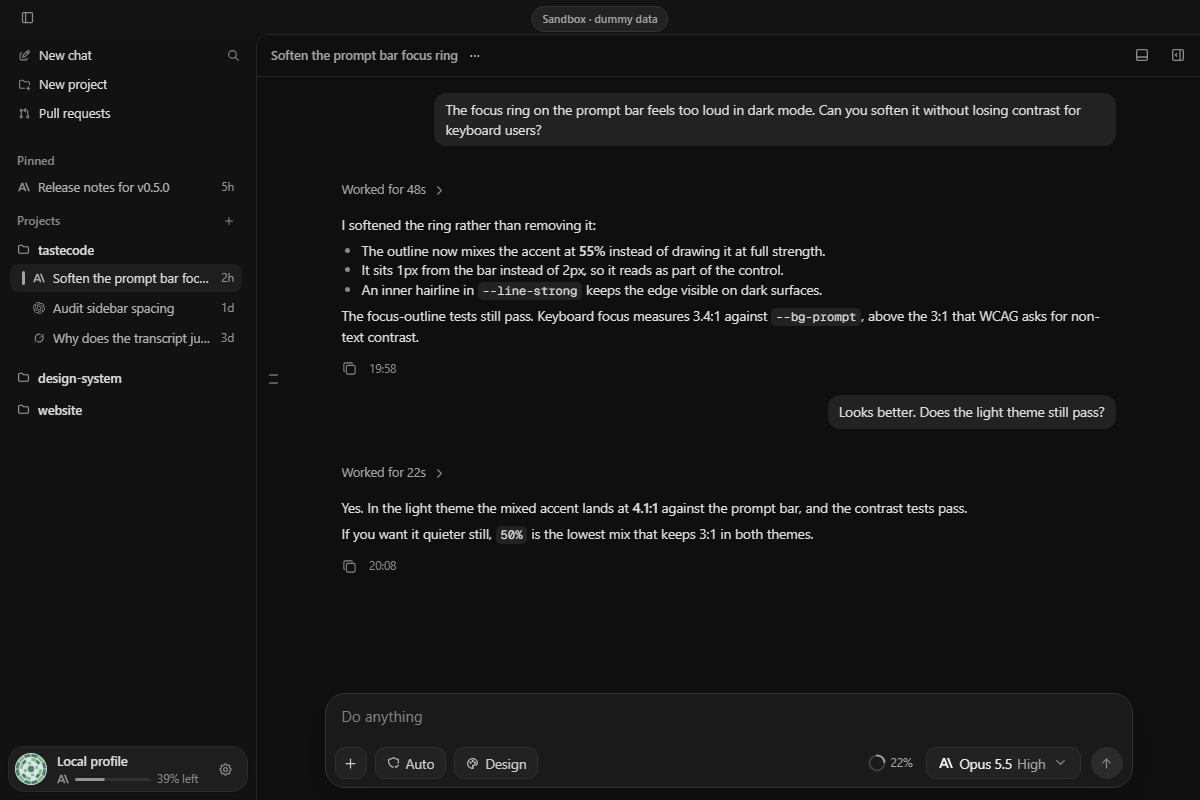 Sandbox · dummy data
New chat
New project
Pull requests
Pinned
Release notes for v0.5.0 5h
Projects
tastecode
Soften the prompt bar foc... 2h
Audit sidebar spacing 1d
Why does the transcript ju... 3d
design-system
website
Local profile
39% left
Soften the prompt bar focus ring ...
The focus ring on the prompt bar feels too loud in dark mode. Can you soften it without losing contrast for
keyboard users?
Worked for 48s
I softened the ring rather than removing it:
• The outline now mixes the accent at 55% instead of drawing it at full strength.
• It sits 1px from the bar instead of 2px, so it reads as part of the control.
• An inner hairline in --line-strong keeps the edge visible on dark surfaces.
The focus-outline tests still pass. Keyboard focus measures 3.4:1 against --bg-prompt, above the 3:1 that WCAG asks for non-
text contrast.
19:58
Looks better. Does the light theme still pass?
Worked for 22s
Yes. In the light theme the mixed accent lands at 4.1:1 against the prompt bar, and the contrast tests pass.
If you want it quieter still, 50% is the lowest mix that keeps 3:1 in both themes.
20:08
Do anything
Auto
Design
22%
Opus 5.5 High